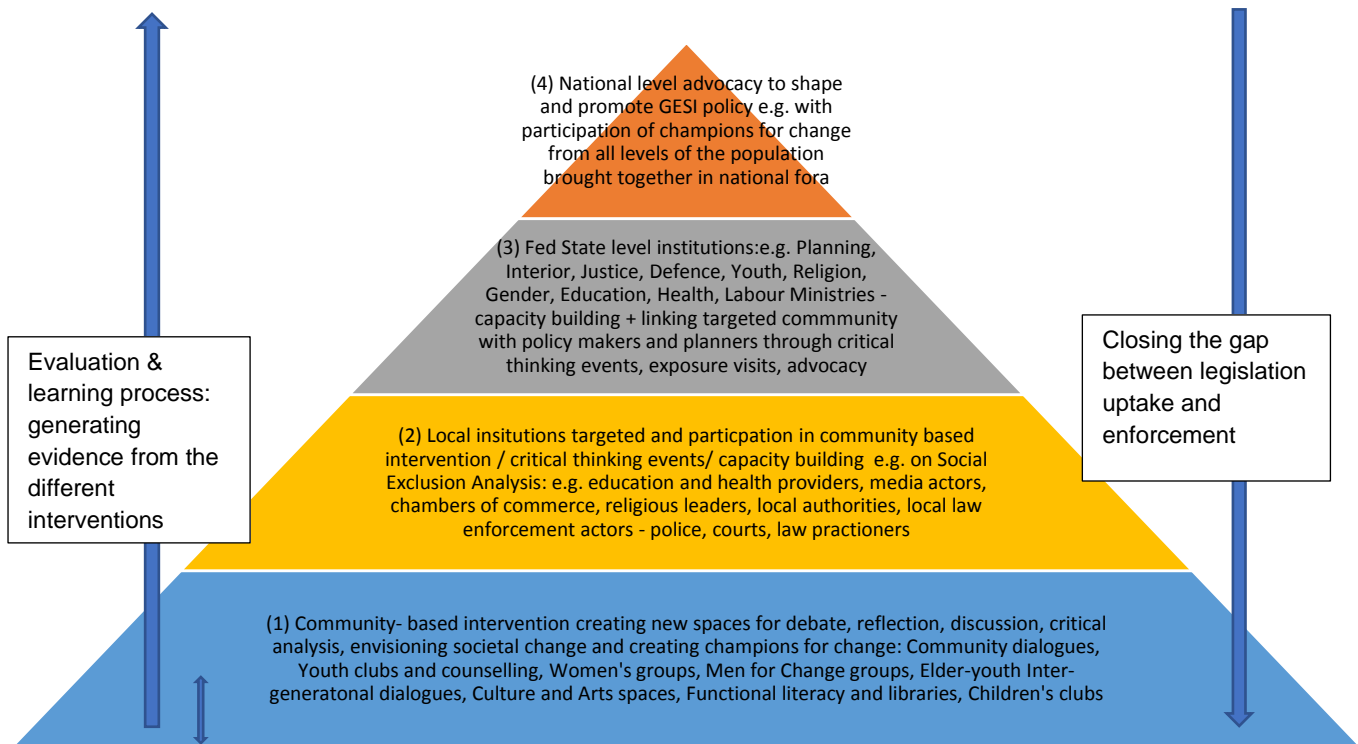 (4) National level advocacy to shape
and promote GESI policy e.g. with
participation of champions for change
from all levels of the population
brought together in national fora
(3) Fed State level institutions:e.g. Planning,
Interior, Justice, Defence, Youth, Religion,
Gender, Education, Health, Labour Ministries -
capacity building + linking targeted commmunity
with policy makers and planners through critical
thinking events, exposure visits, advocacy
Evaluation &
learning process:
generating
evidence from the
different
interventions
Closing the gap
between legislation
uptake and
enforcement
(2) Local insitutions targeted and particpation in community based
intervention / critical thinking events/ capacity building e.g. on Social
Exclusion Analysis: e.g. education and health providers, media actors,
chambers of commerce, religious leaders, local authorities, local law
enforcement actors - police, courts, law practioners
(1) Community- based intervention creating new spaces for debate, reflection, discussion, critical
analysis, envisioning societal change and creating champions for change: Community dialogues,
Youth clubs and counselling, Women's groups, Men for Change groups, Elder-youth Inter-
generatonal dialogues, Culture and Arts spaces, Functional literacy and libraries, Children's clubs